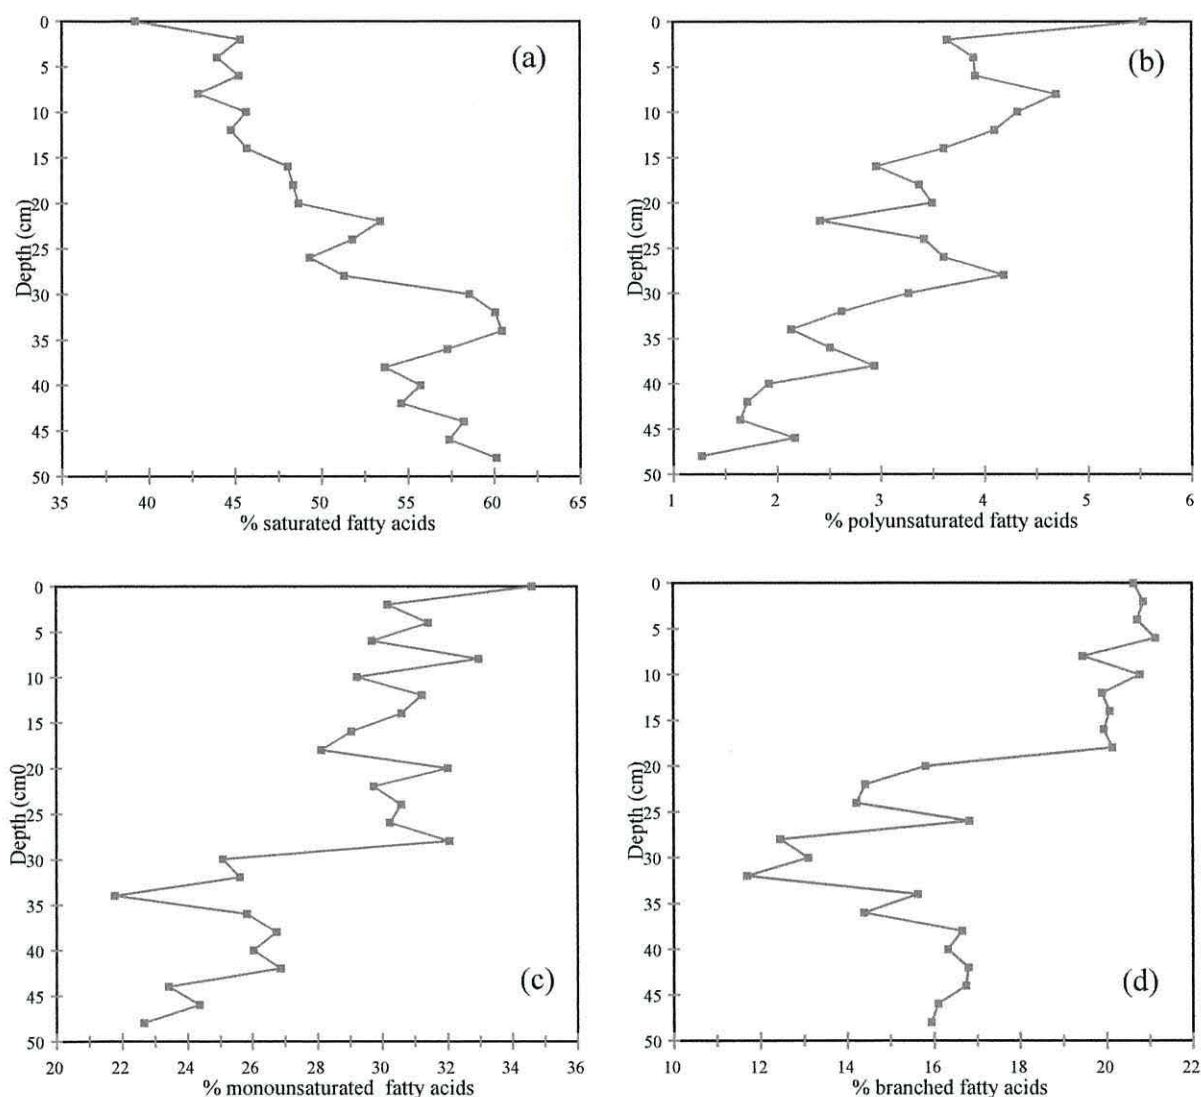 (a)
Depth (cm)
0
5
10
15
20
25
30
35
40
45
50
35 40 45 50 55 60 65
% saturated fatty acids
(b)
Depth (cm)
0
5
10
15
20
25
30
35
40
45
50
1 2 3 4 5 6
% polyunsaturated fatty acids
(c)
Depth (cm0
0
5
10
15
20
25
30
35
40
45
50
20 22 24 26 28 30 32 34 36
% monounsaturated fatty acids
(d)
Depth (cm)
0
5
10
15
20
25
30
35
40
45
50
10 12 14 16 18 20 22
% branched fatty acids